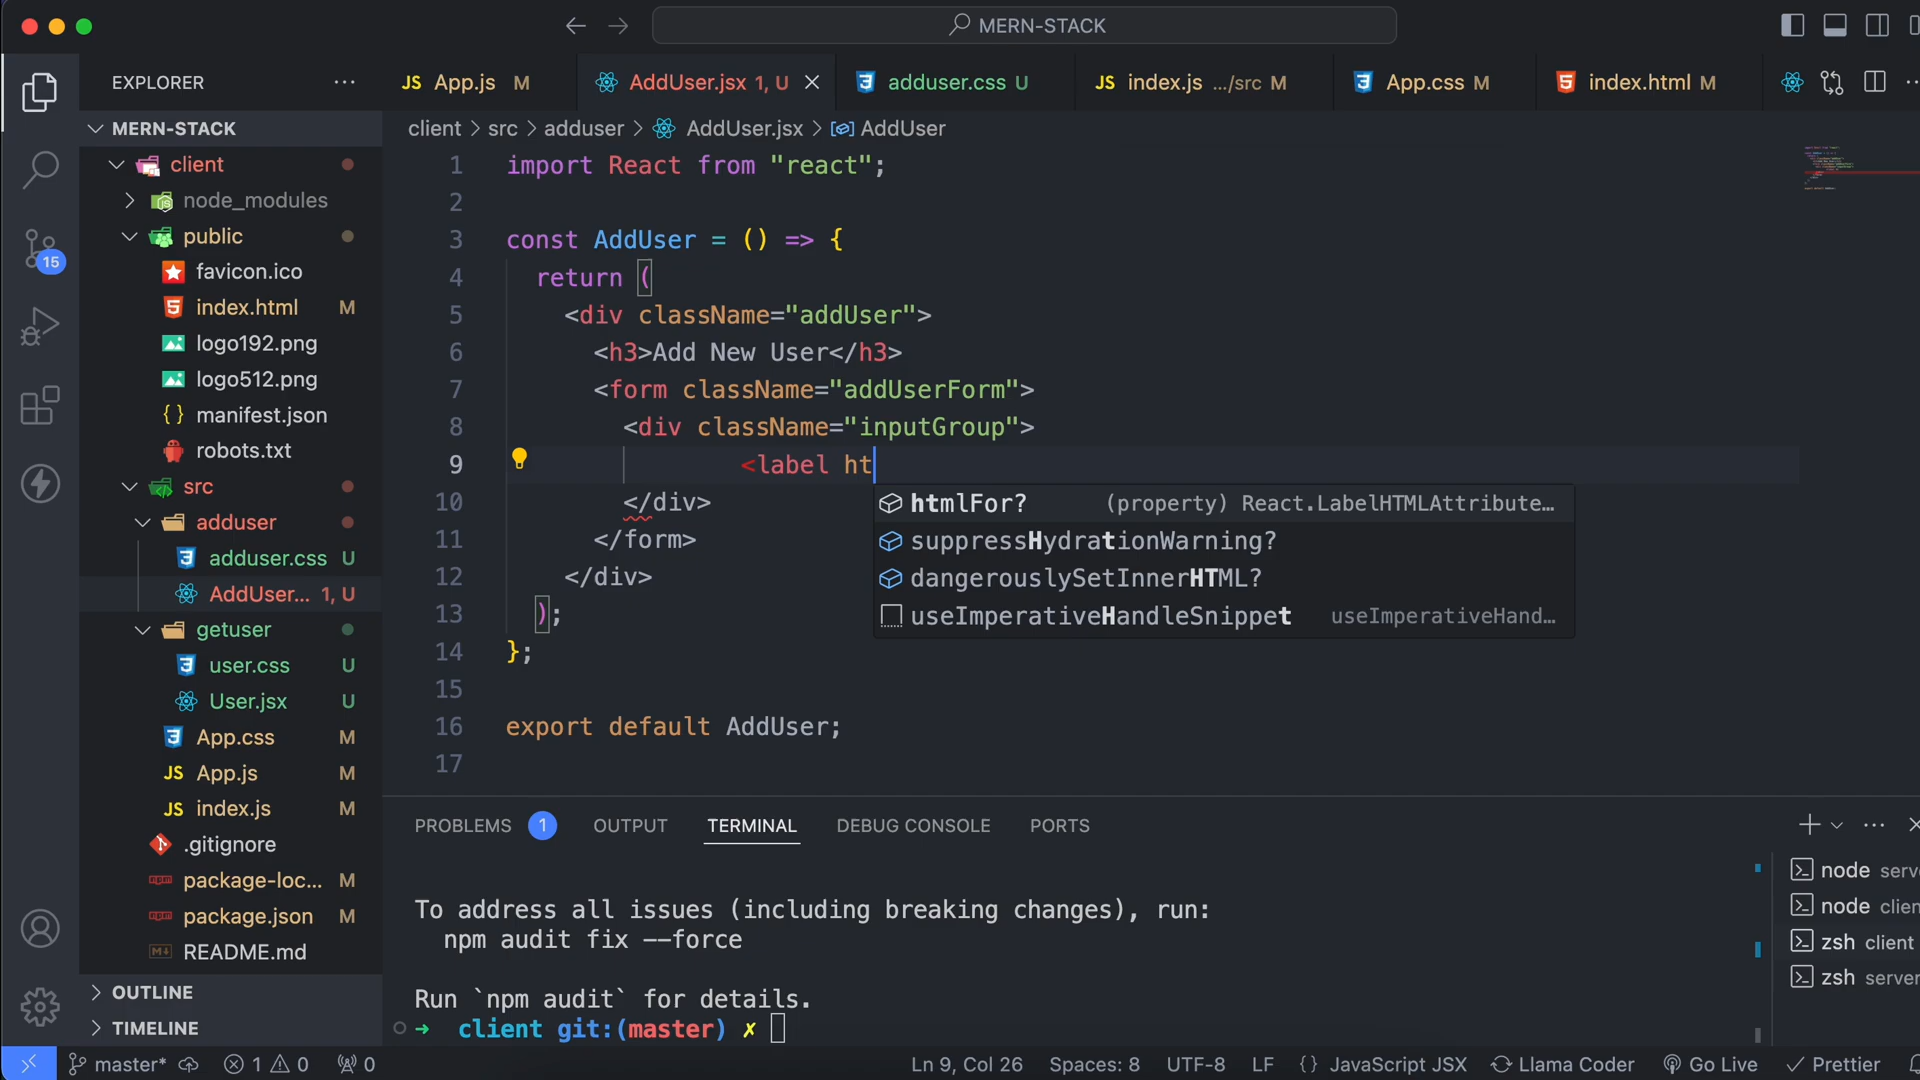 MERN-STACK
EXPLORER
JS App.js M
AddUser.jsx 1, U
adduser.css U
JS index.js .../src M
App.css M
index.html M
MERN-STACK
client > src > adduser > AddUser.jsx > AddUser
client
node_modules
public
favicon.ico
index.html M
logo192.png
logo512.png
{} manifest.json
robots.txt
src
adduser
adduser.css U
AddUser... 1, U
getuser
user.css U
User.jsx U
App.css M
JS App.js M
JS index.js M
.gitignore
package-loc... M
package.json M
README.md
OUTLINE
TIMELINE
15
1 import React from "react";
2
3 const AddUser = () => {
4 return (
5 <div className="addUser">
6 <h3>Add New User</h3>
7 <form className="addUserForm">
8 <div className="inputGroup">
9 <label ht
10 </div>
11 </form>
12 </div>
13 );
14 };
15
16 export default AddUser;
17
htmlFor? (property) React.LabelHTMLAttribute…
suppressHydrationWarning?
dangerouslySetInnerHTML?
useImperativeHandleSnippet useImperativeHand…
PROBLEMS 1 OUTPUT TERMINAL DEBUG CONSOLE PORTS
To address all issues (including breaking changes), run:
npm audit fix --force
Run `npm audit` for details.
➜ client git:(master) ✗
node serve
node clien
zsh client
zsh server
master* 1 0 0
Ln 9, Col 26 Spaces: 8 UTF-8 LF {} JavaScript JSX Llama Coder Go Live Prettier